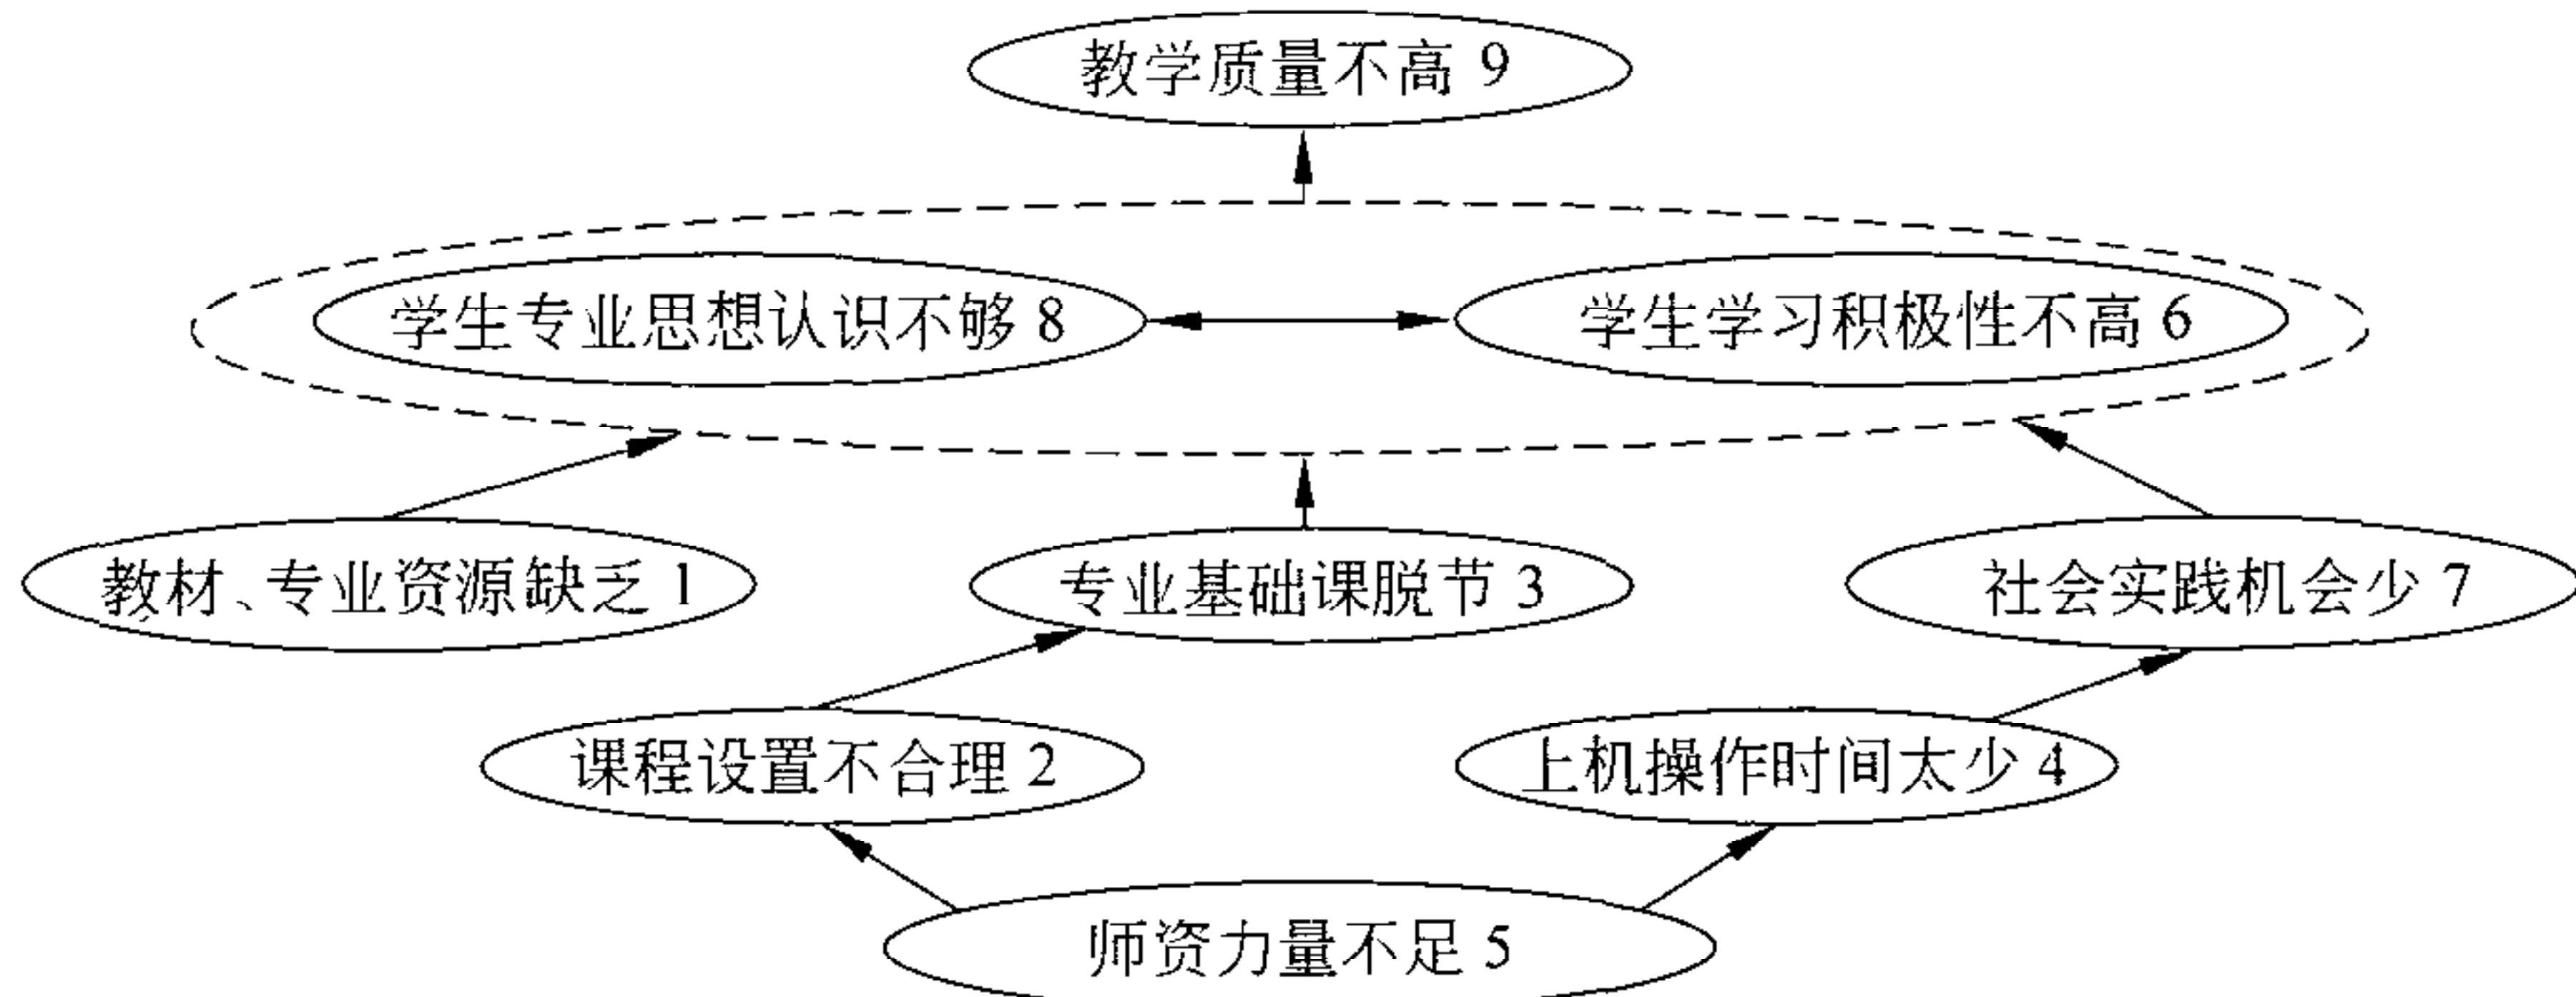 教学质量不高 9
学生专业思想认识不够 8
学生学习积极性不高 6
教材、专业资源缺乏 1
专业基础课脱节 3
社会实践机会少 7
课程设置不合理 2
上机操作时间太少 4
师资力量不足 5